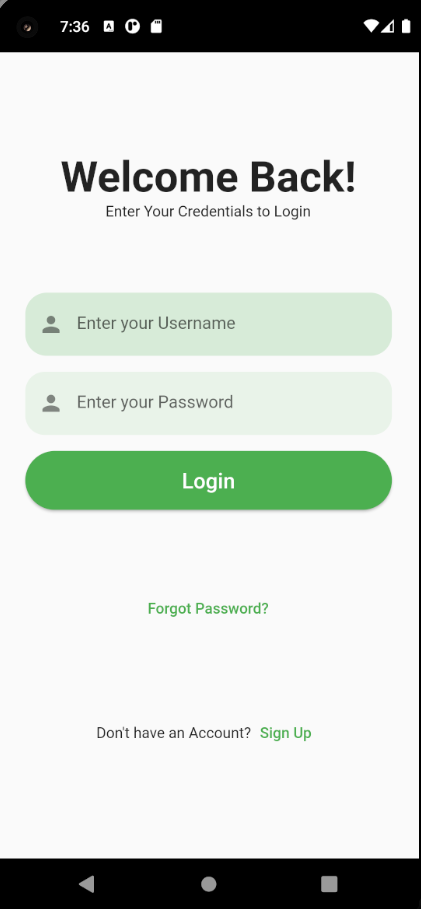 7:36
Welcome Back!
Enter Your Credentials to Login
Enter your Username
Enter your Password
Login
Forgot Password?
Don't have an Account? Sign Up